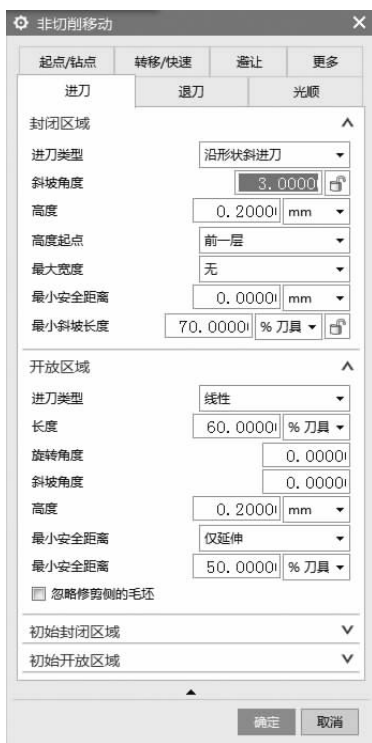 非切削移动
起点/钻点 转移/快速 避让 更多
进刀 退刀 光顺
封闭区域
进刀类型 沿形状斜进刀
斜坡角度 3.0000
高度 0.2000 mm
高度起点 前一层
最大宽度 无
最小安全距离 0.0000 mm
最小斜坡长度 70.0000 % 刀具
开放区域
进刀类型 线性
长度 60.0000 % 刀具
旋转角度 0.0000
斜坡角度 0.0000
高度 0.2000 mm
最小安全距离 仅延伸
最小安全距离 50.0000 % 刀具
忽略修剪侧的毛坯
初始封闭区域
初始开放区域
确定 取消